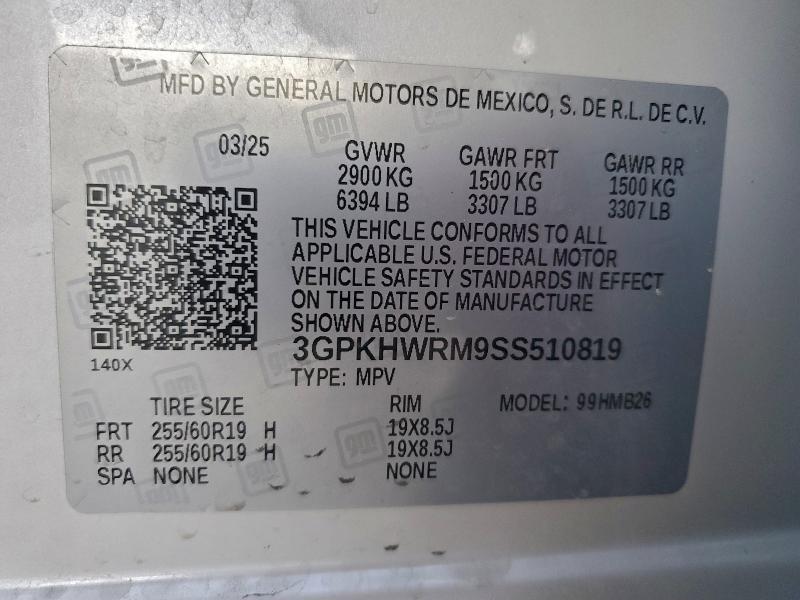 MFD BY GENERAL MOTORS DE MEXICO, S. DE R.L. DE C.V.
03/25 GVWR GAWR FRT GAWR RR
2900 KG 1500 KG 1500 KG
6394 LB 3307 LB 3307 LB
THIS VEHICLE CONFORMS TO ALL
APPLICABLE U.S. FEDERAL MOTOR
VEHICLE SAFETY STANDARDS IN EFFECT
ON THE DATE OF MANUFACTURE
SHOWN ABOVE.
140X
3GPKHWRM9SS510819
TYPE: MPV
TIRE SIZE RIM MODEL: 99HMB26
FRT 255/60R19 H 19X8.5J
RR 255/60R19 H 19X8.5J
SPA NONE NONE